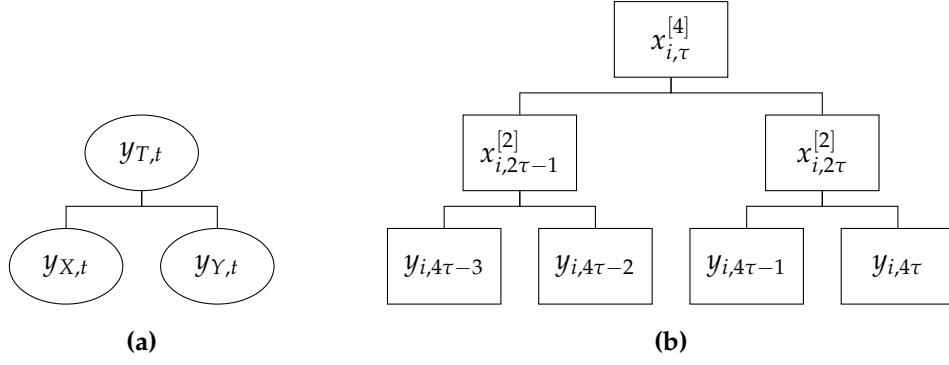 x_{i,τ}^{[4]}
y_{T,t}
x_{i,2τ−1}^{[2]} x_{i,2τ}^{[2]}
y_{X,t} y_{Y,t} y_{i,4τ−3} y_{i,4τ−2} y_{i,4τ−1} y_{i,4τ}
(a) (b)